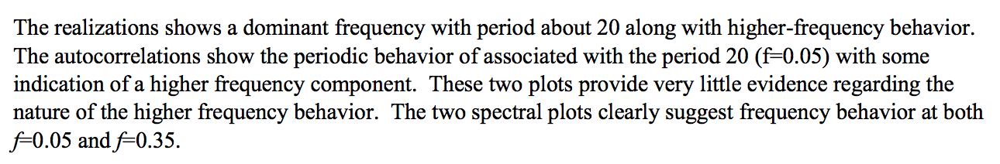 The realizations shows a dominant frequency with period about 20 along with higher-frequency behavior.
The autocorrelations show the periodic behavior of associated with the period 20 (f=0.05) with some
indication of a higher frequency component.  These two plots provide very little evidence regarding the
nature of the higher frequency behavior.  The two spectral plots clearly suggest frequency behavior at both
f=0.05 and f=0.35.